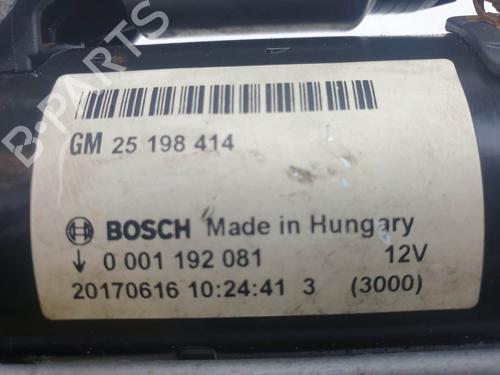 B-PARTS
GM 25 198 414
BOSCH Made in Hungary
↓ 0 001 192 081 12V
20170616 10:24:41 3 (3000)